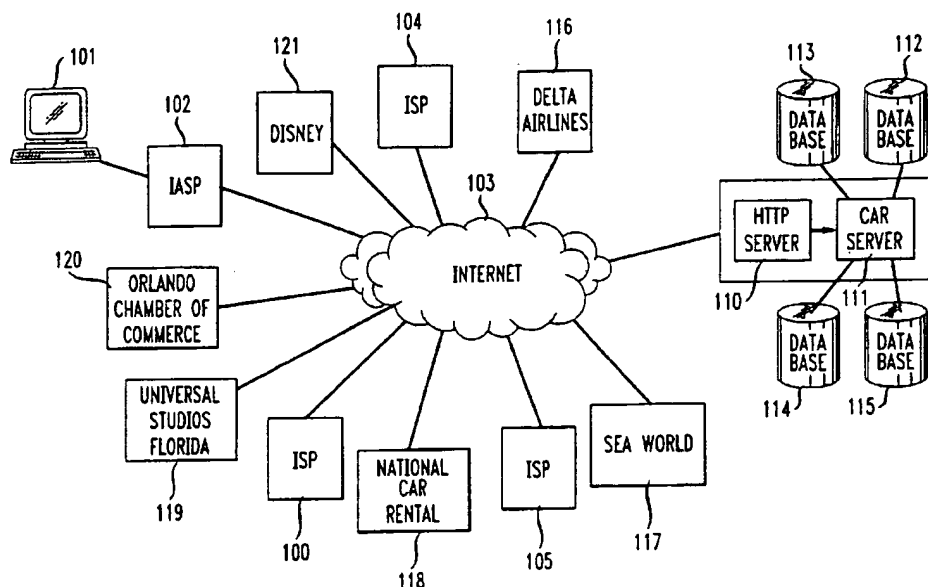 101
102
IASP
121
DISNEY
104
ISP
116
DELTA
AIRLINES
113
DATA
BASE
112
DATA
BASE
103
INTERNET
HTTP
SERVER
110
CAR
SERVER
111
120
ORLANDO
CHAMBER OF
COMMERCE
114
DATA
BASE
115
DATA
BASE
UNIVERSAL
STUDIOS
FLORIDA
119
ISP
100
NATIONAL
CAR
RENTAL
118
ISP
105
SEA WORLD
117